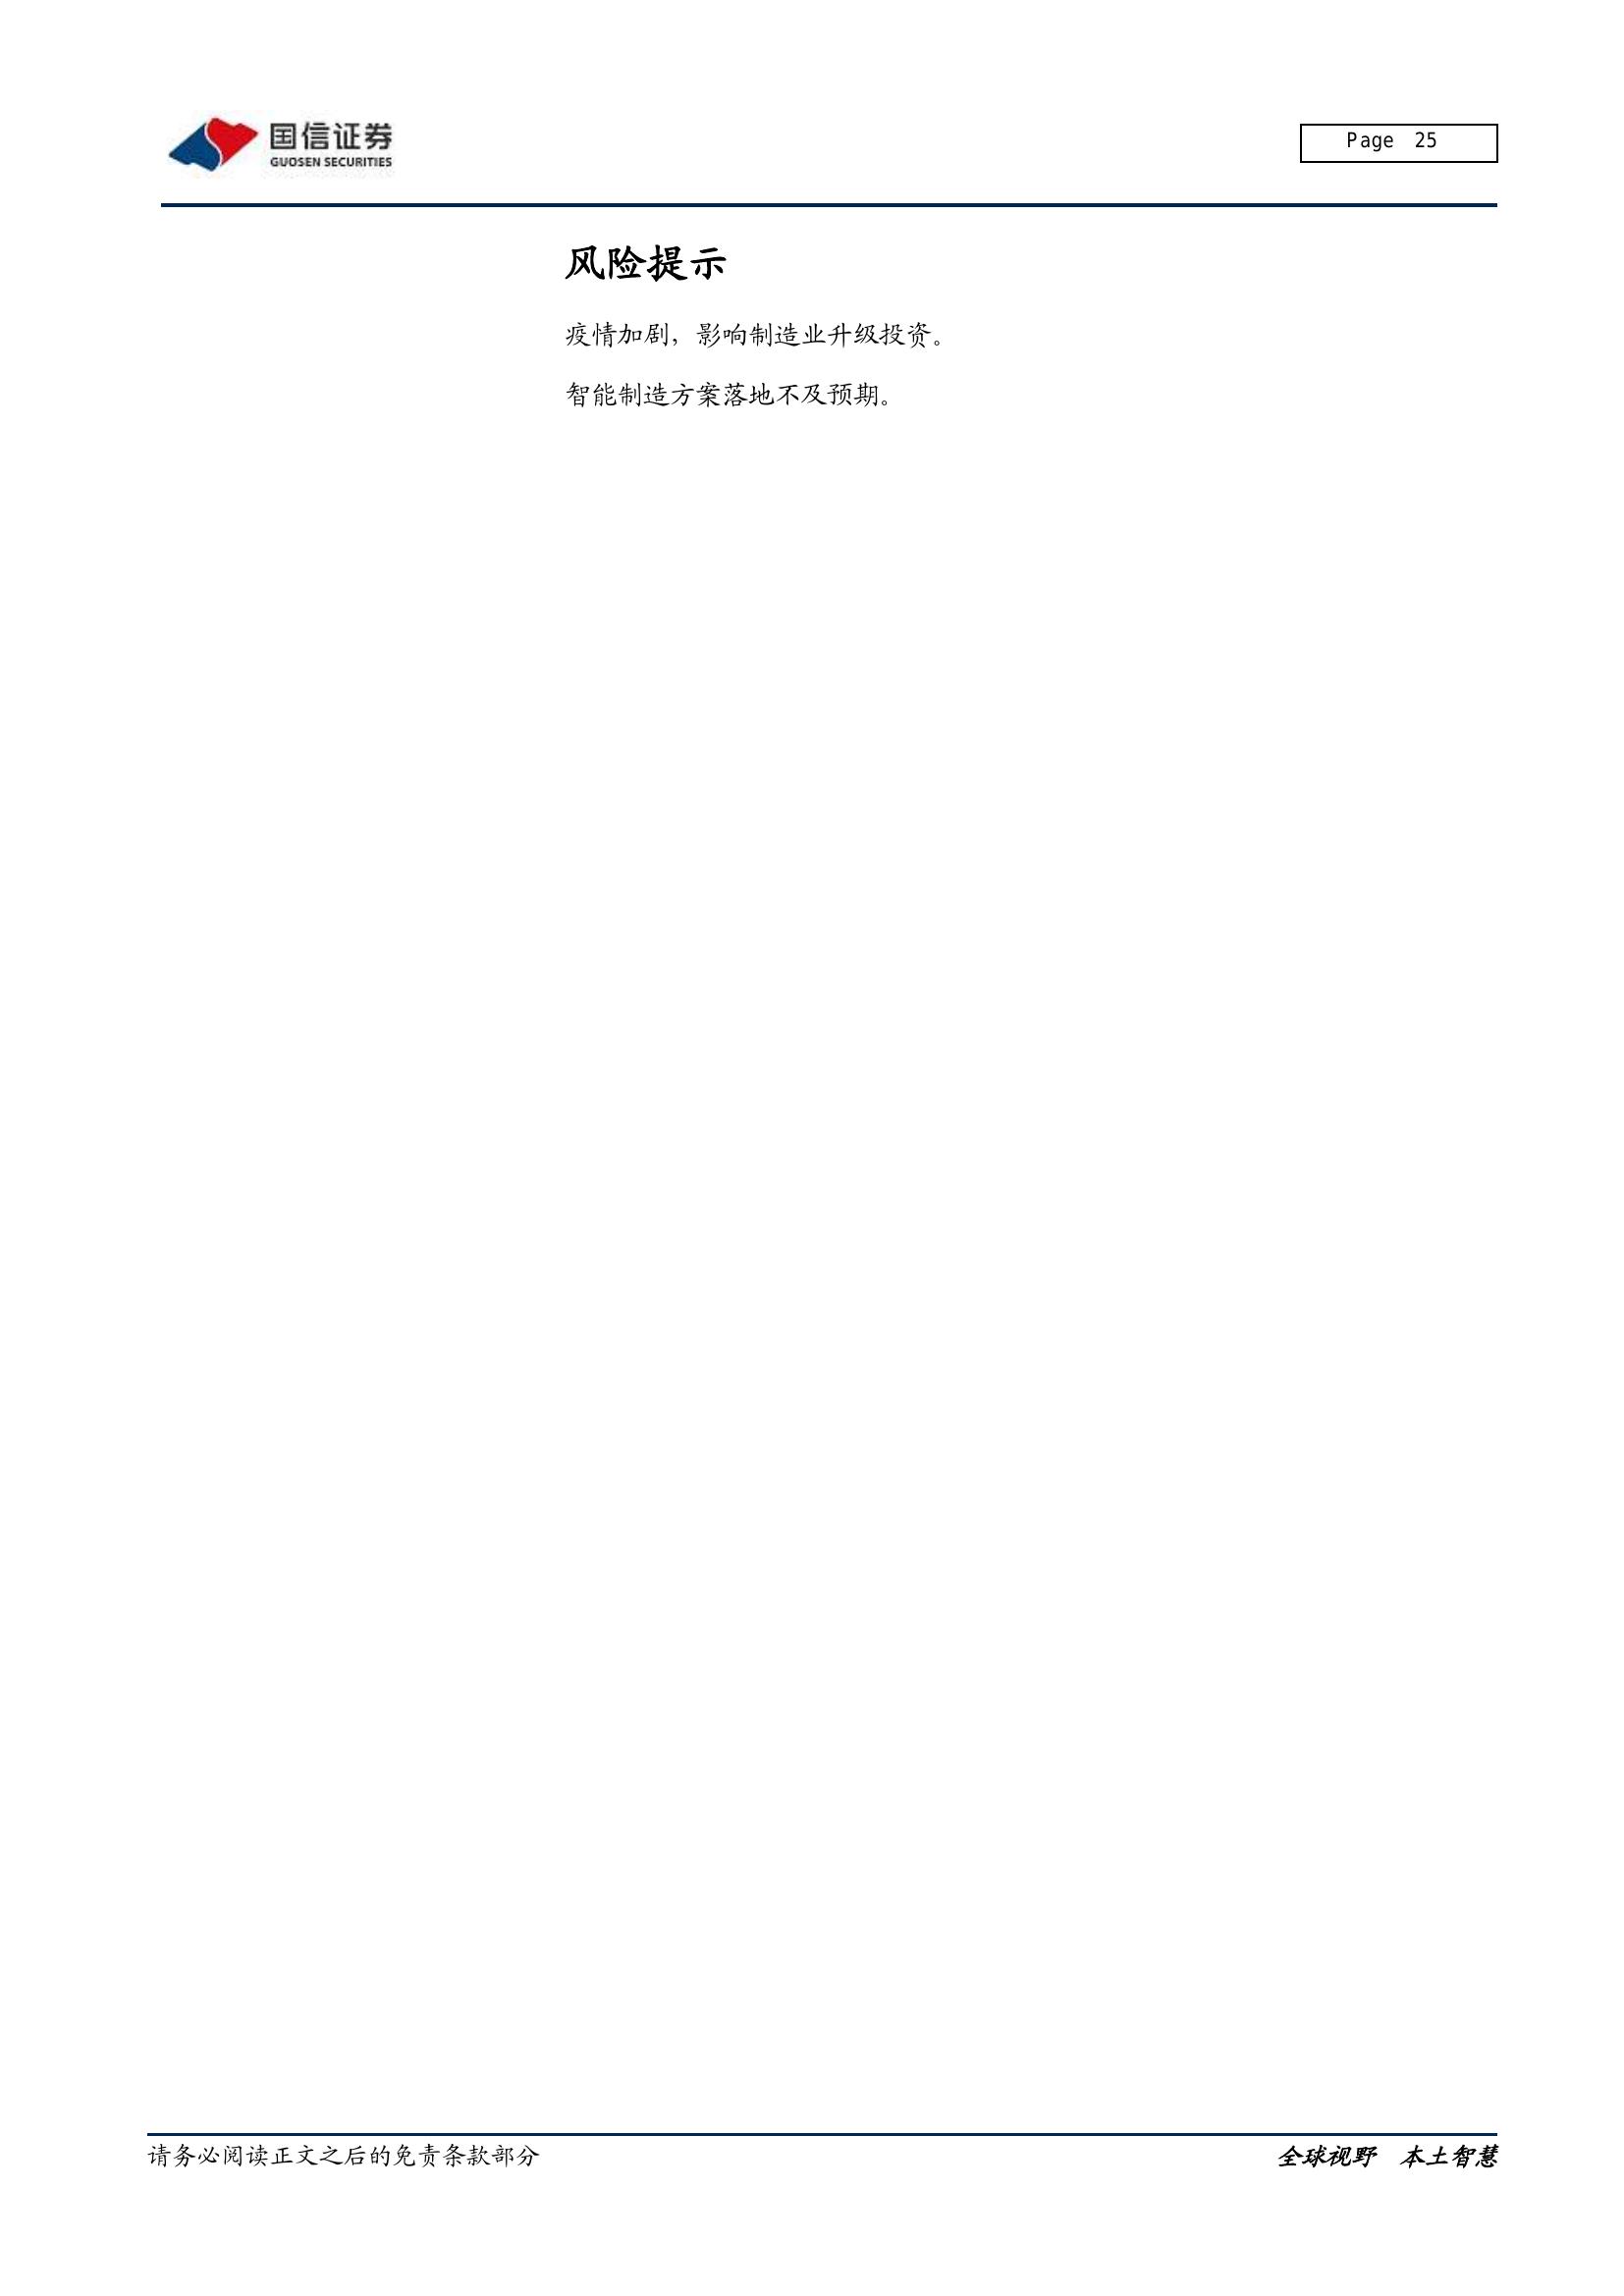 国信证券
GUOSEN SECURITIES
Page 25
风险提示
疫情加剧，影响制造业升级投资。
智能制造方案落地不及预期。
请务必阅读正文之后的免责条款部分
全球视野 本土智慧